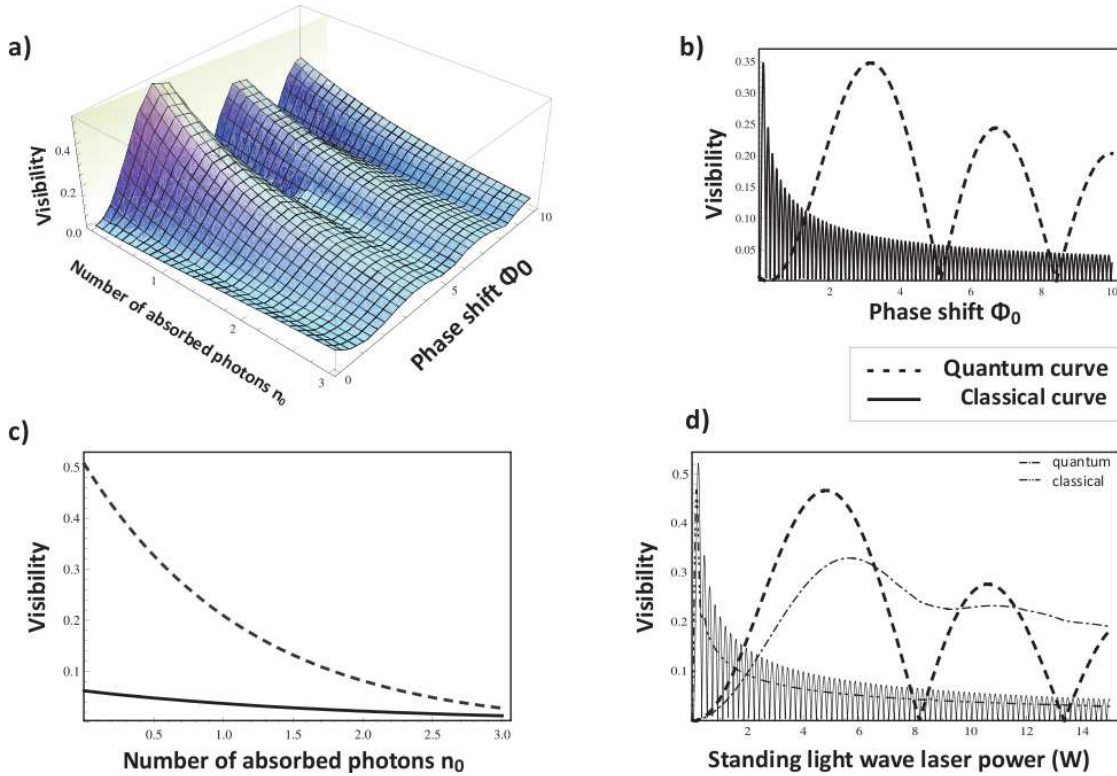 a)
Visibility
0.4
0.2
0.0
1
2
3
Number of absorbed photons n0
0
5
10
Phase shift Φ0
b)
Visibility
0.35
0.30
0.25
0.20
0.15
0.10
0.05
2
4
6
8
10
Phase shift Φ0
Quantum curve
Classical curve
c)
Visibility
0.5
0.4
0.3
0.2
0.1
0.5
1.0
1.5
2.0
2.5
3.0
Number of absorbed photons n0
d)
quantum
classical
Visibility
0.5
0.4
0.3
0.2
0.1
0
2
4
6
8
10
12
14
Standing light wave laser power (W)